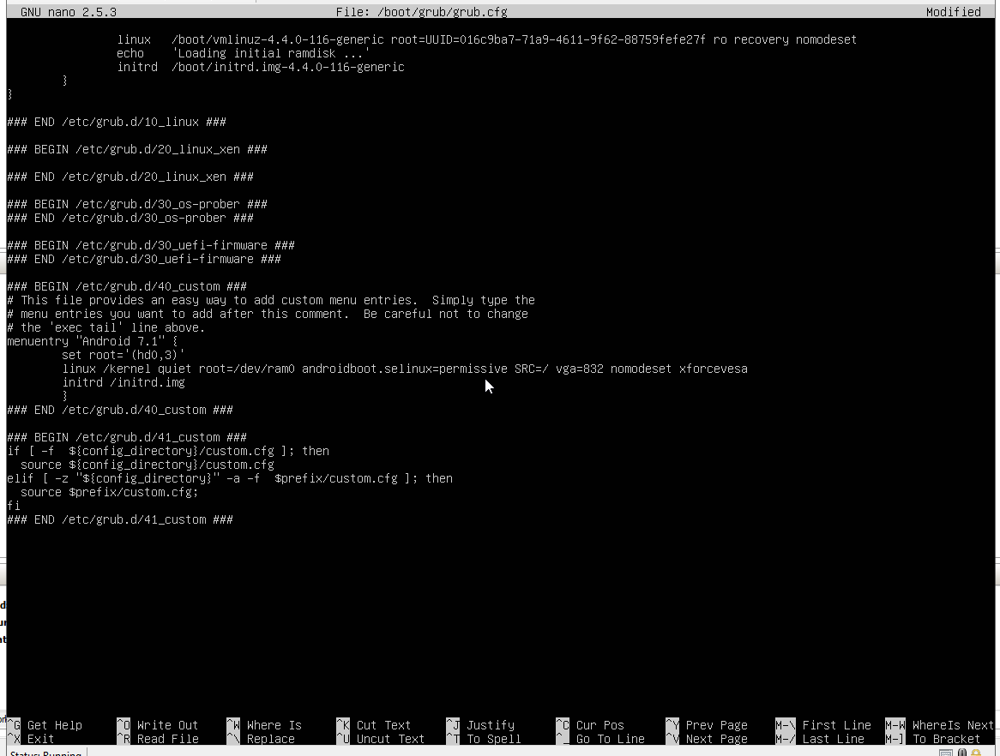 GNU nano 2.5.3 File: /boot/grub/grub.cfg Modified
linux /boot/vmlinuz-4.4.0-116-generic root=UUID=016c9ba7-71a9-4611-9f62-88759fefe27f ro recovery nomodeset
echo 'Loading initial ramdisk ...'
initrd /boot/initrd.img-4.4.0-116-generic
}
}
### END /etc/grub.d/10_linux ###
### BEGIN /etc/grub.d/20_linux_xen ###
### END /etc/grub.d/20_linux_xen ###
### BEGIN /etc/grub.d/30_os-prober ###
### END /etc/grub.d/30_os-prober ###
### BEGIN /etc/grub.d/30_uefi-firmware ###
### END /etc/grub.d/30_uefi-firmware ###
### BEGIN /etc/grub.d/40_custom ###
# This file provides an easy way to add custom menu entries.  Simply type the
# menu entries you want to add after this comment.  Be careful not to change
# the 'exec tail' line above.
menuentry "Android 7.1" {
set root='(hd0,3)'
linux /kernel quiet root=/dev/ram0 androidboot.selinux=permissive SRC=/ vga=832 nomodeset xforcevesa
initrd /initrd.img
}
### END /etc/grub.d/40_custom ###
### BEGIN /etc/grub.d/41_custom ###
if [ -f  ${config_directory}/custom.cfg ]; then
source ${config_directory}/custom.cfg
elif [ -z "${config_directory}" -a -f  $prefix/custom.cfg ]; then
source $prefix/custom.cfg;
fi
### END /etc/grub.d/41_custom ###
^G Get Help ^O Write Out ^W Where Is ^K Cut Text ^J Justify ^C Cur Pos ^Y Prev Page M-\ First Line M-W WhereIs Next
^X Exit ^R Read File ^\ Replace ^U Uncut Text ^T To Spell ^_ Go To Line ^V Next Page M-/ Last Line M-] To Bracket
Status: Running